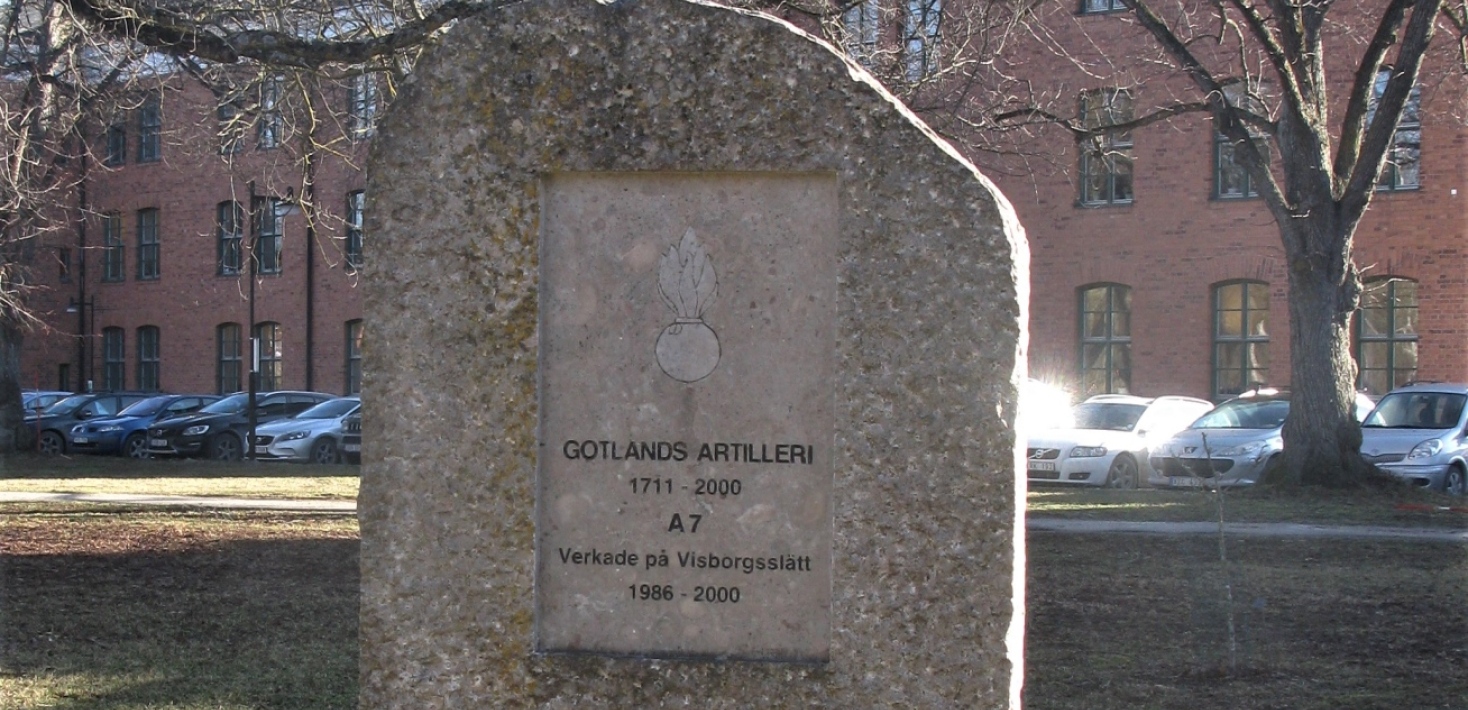 GOTLANDS ARTILLERI
1711 - 2000
A7
Verkade på Visborgsslätt
1986 - 2000